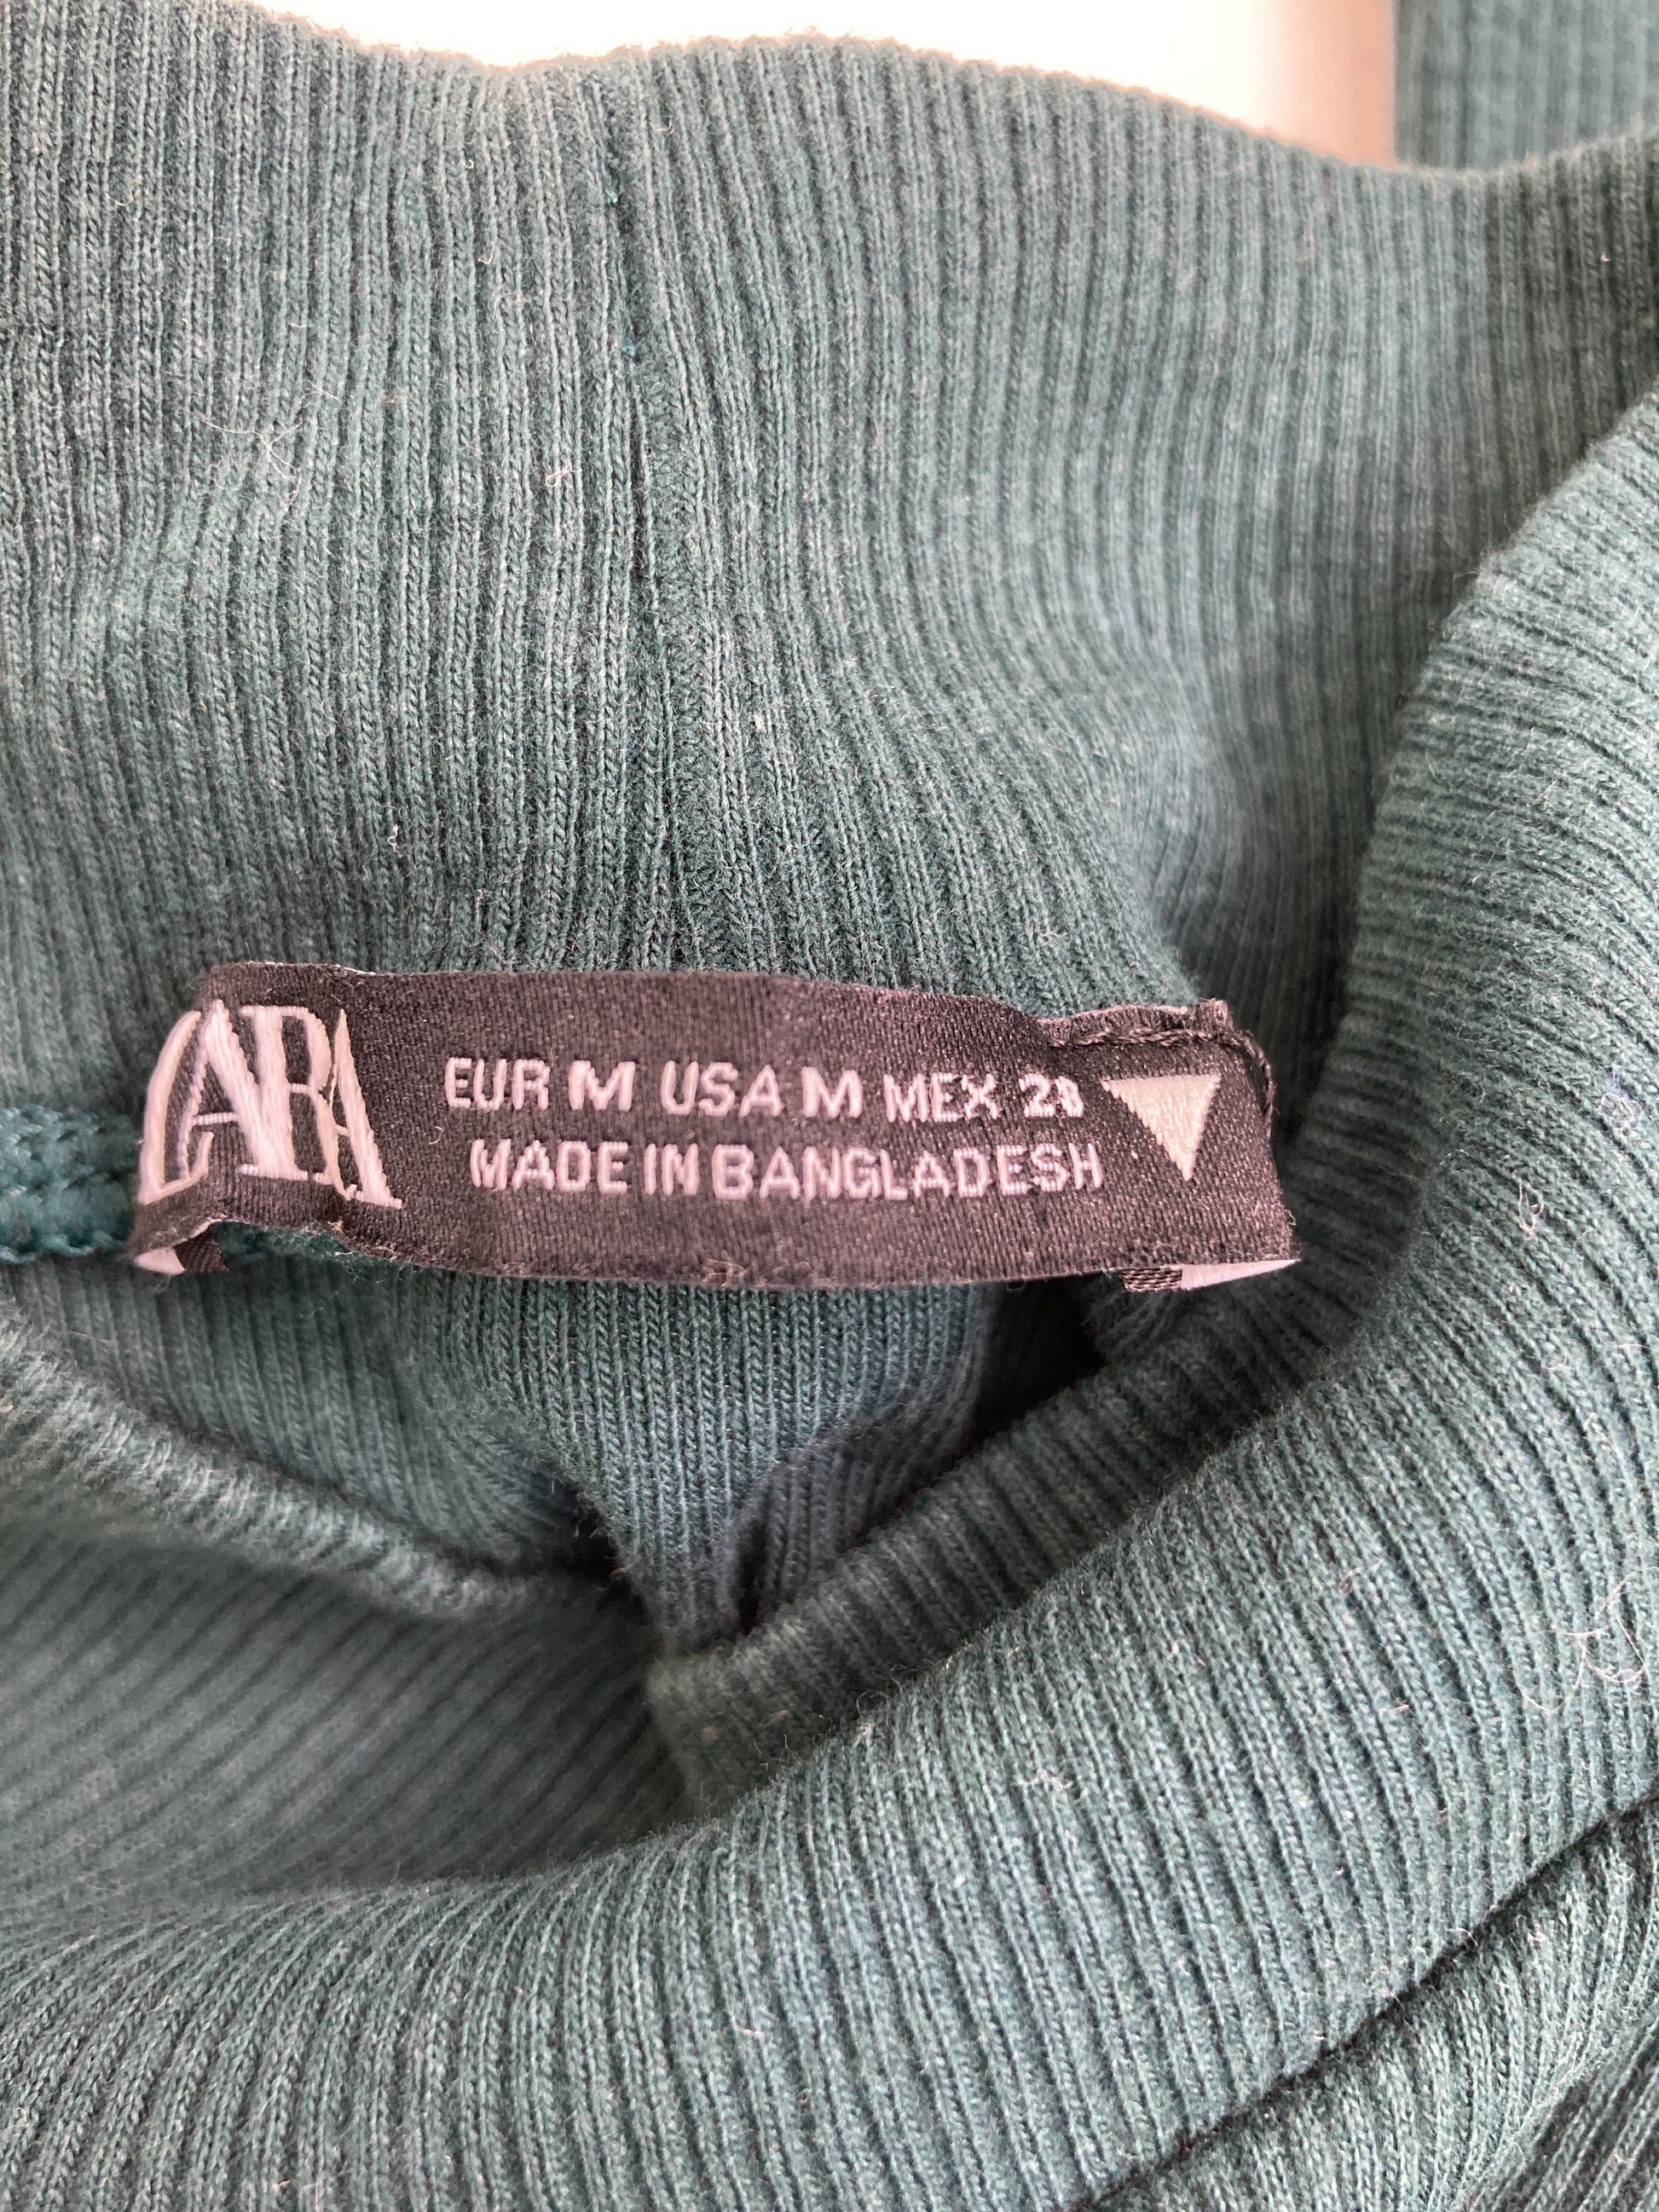 ZARA
EUR M USA M MEX 28
MADE IN BANGLADESH